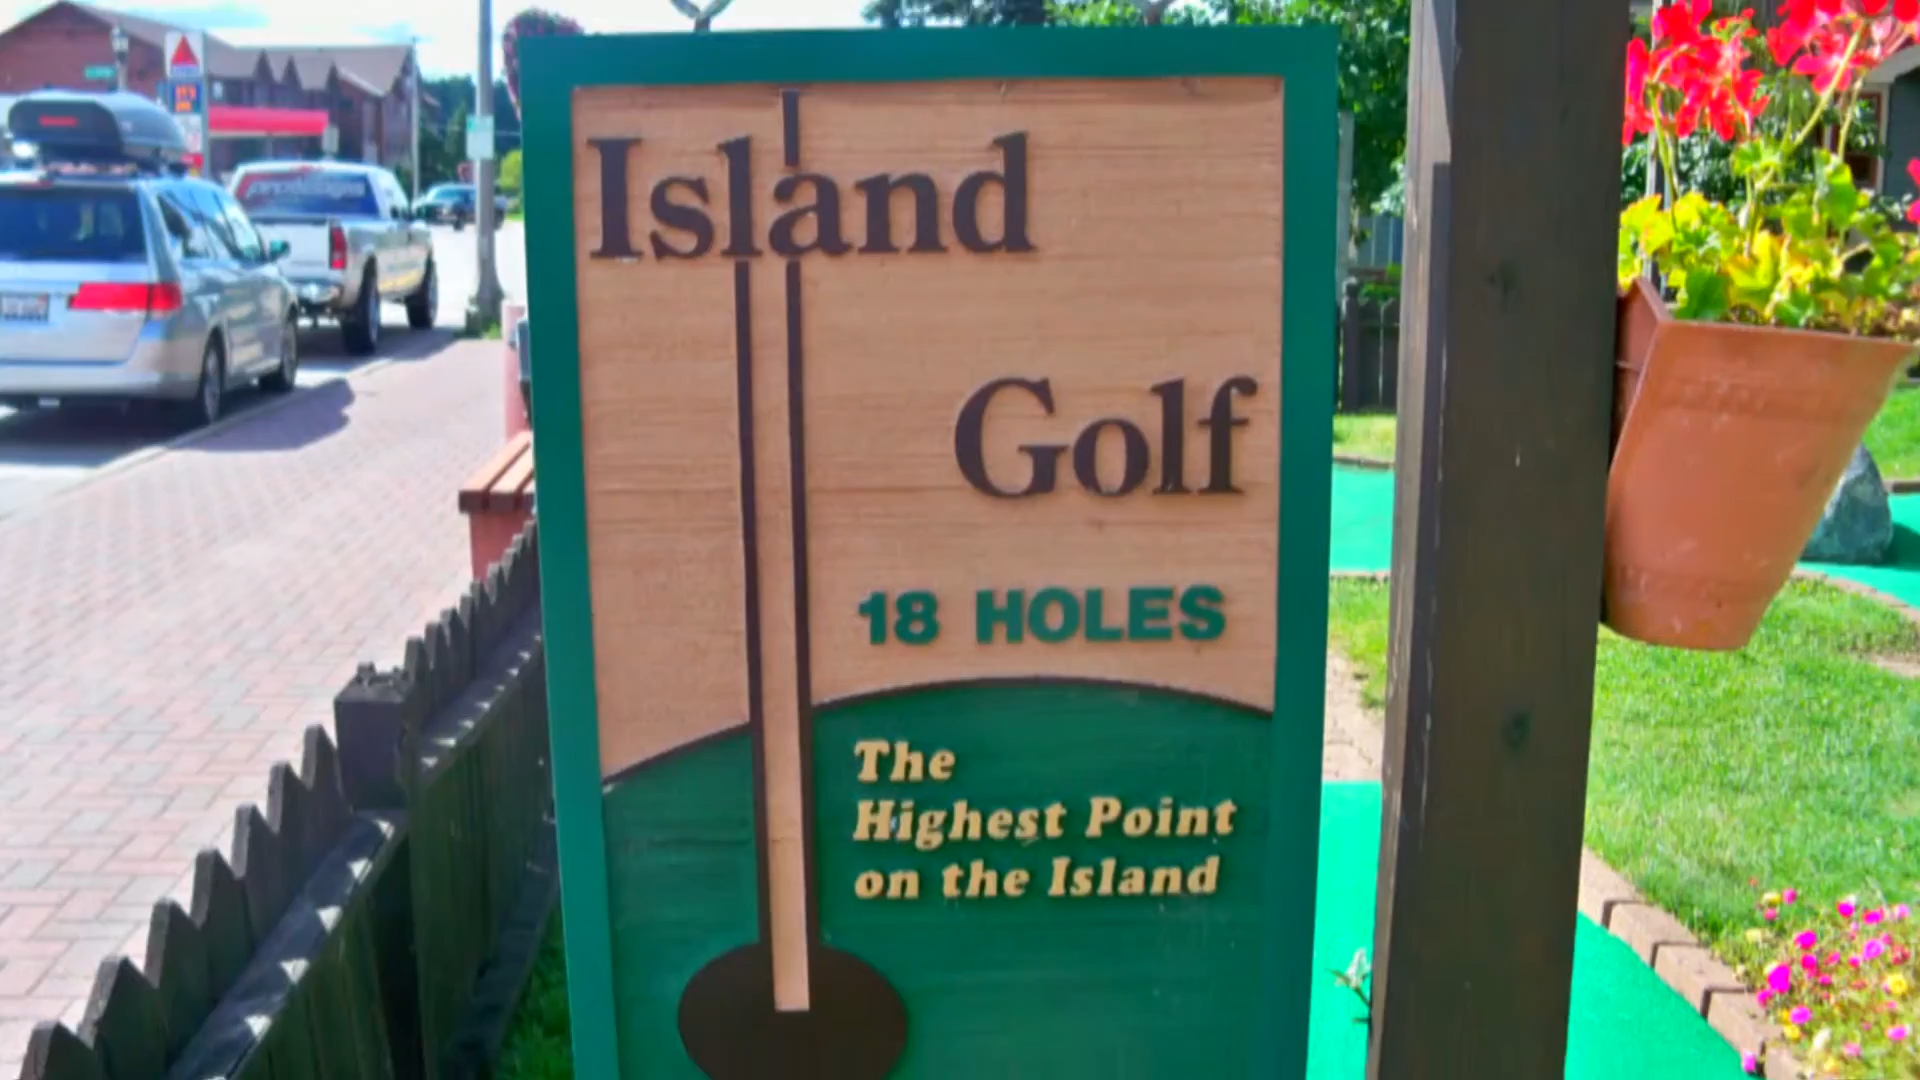 Island
Golf
18 HOLES
The
Highest Point
on the Island